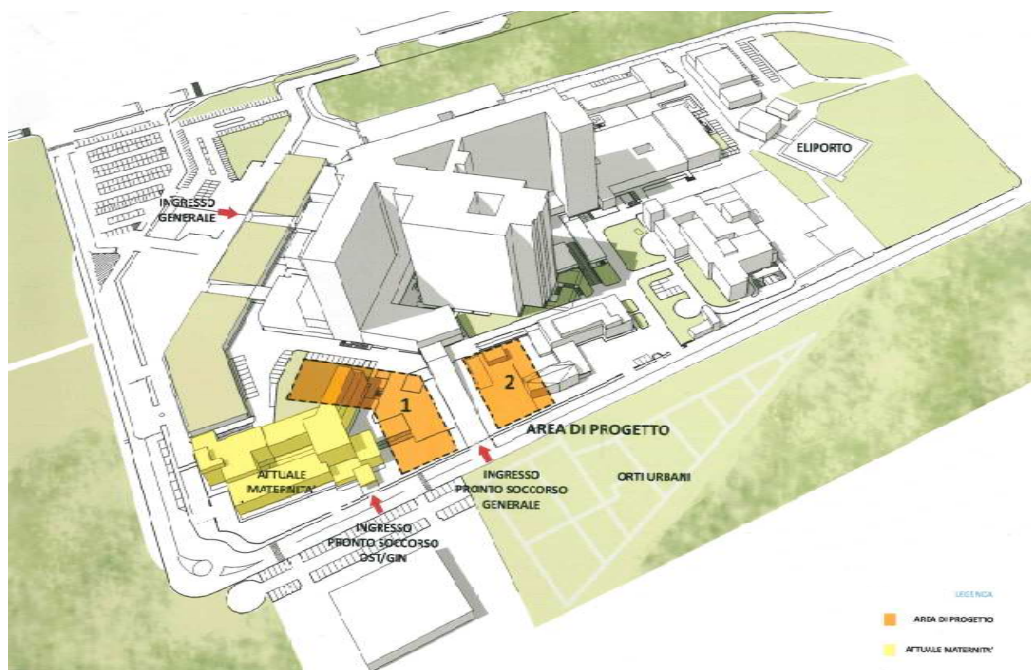 ELIPORTO
INGRESSO
GENERALE
1
2
AREA DI PROGETTO
ATTUALE
MATERNITA'
INGRESSO
PRONTO SOCCORSO
GENERALE
ORTI URBANI
INGRESSO
PRONTO SOCCORSO
OST/GIN
LEGENDA
AREA DI PROGETTO
ATTUALE MATERNITA'